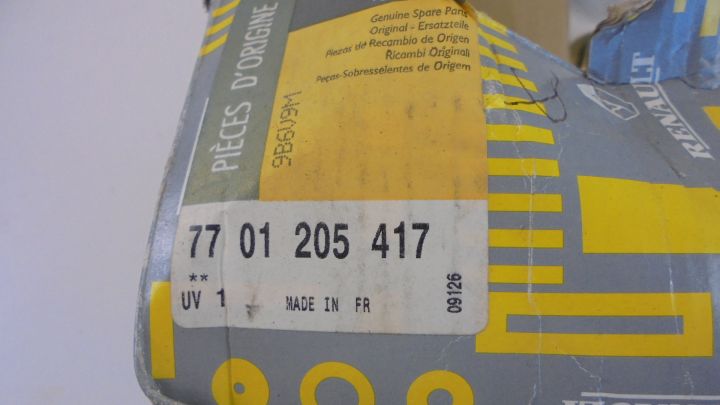 PIÈCES D'ORIGINE
Genuine Spare Parts
Original - Ersatzteile
Piezas de Recambio de Origen
Ricambi Originali
Peças-Sobresselentes de Origem
9B6U9M1
RENAULT
77 01 205 417
**
UV 1
MADE IN FR
09126